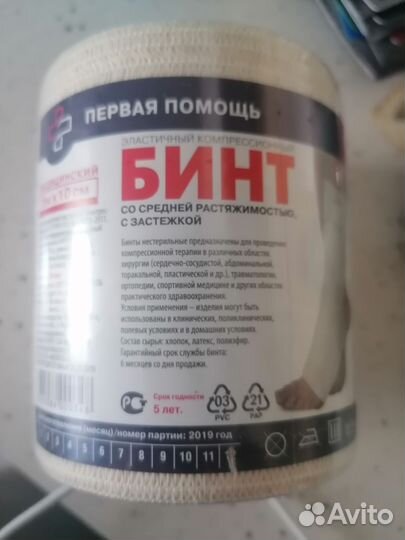 ПЕРВАЯ ПОМОЩЬ
ЭЛАСТИЧНЫЙ КОМПРЕССИОННЫЙ
БИНТ
СО СРЕДНЕЙ РАСТЯЖИМОСТЬЮ,
С ЗАСТЕЖКОЙ
Бинты нестерильные предназначены для проведения
компрессионной терапии в различных областях
хирургии (сердечно-сосудистой, абдоминальной,
торакальной, пластической и др.), травматологии,
ортопедии, спортивной медицине и других областях
практического здравоохранения.
Условия применения – изделия могут быть
использованы в клинических, поликлинических,
полевых условиях и в домашних условиях.
Состав сырья: хлопок, латекс, полиэфир.
Гарантийный срок службы бинта:
6 месяцев со дня продажи.
Срок годности
5 лет.
03
PVC
21
PAP
(месяц)/номер партии: 2019 год
3 4 5 6 7 8 9 10 11
Avito